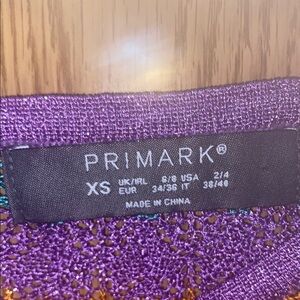 PRIMARK®
XS UK/IRL 6/8 USA 2/4
EUR 34/36 IT 38/40
MADE IN CHINA